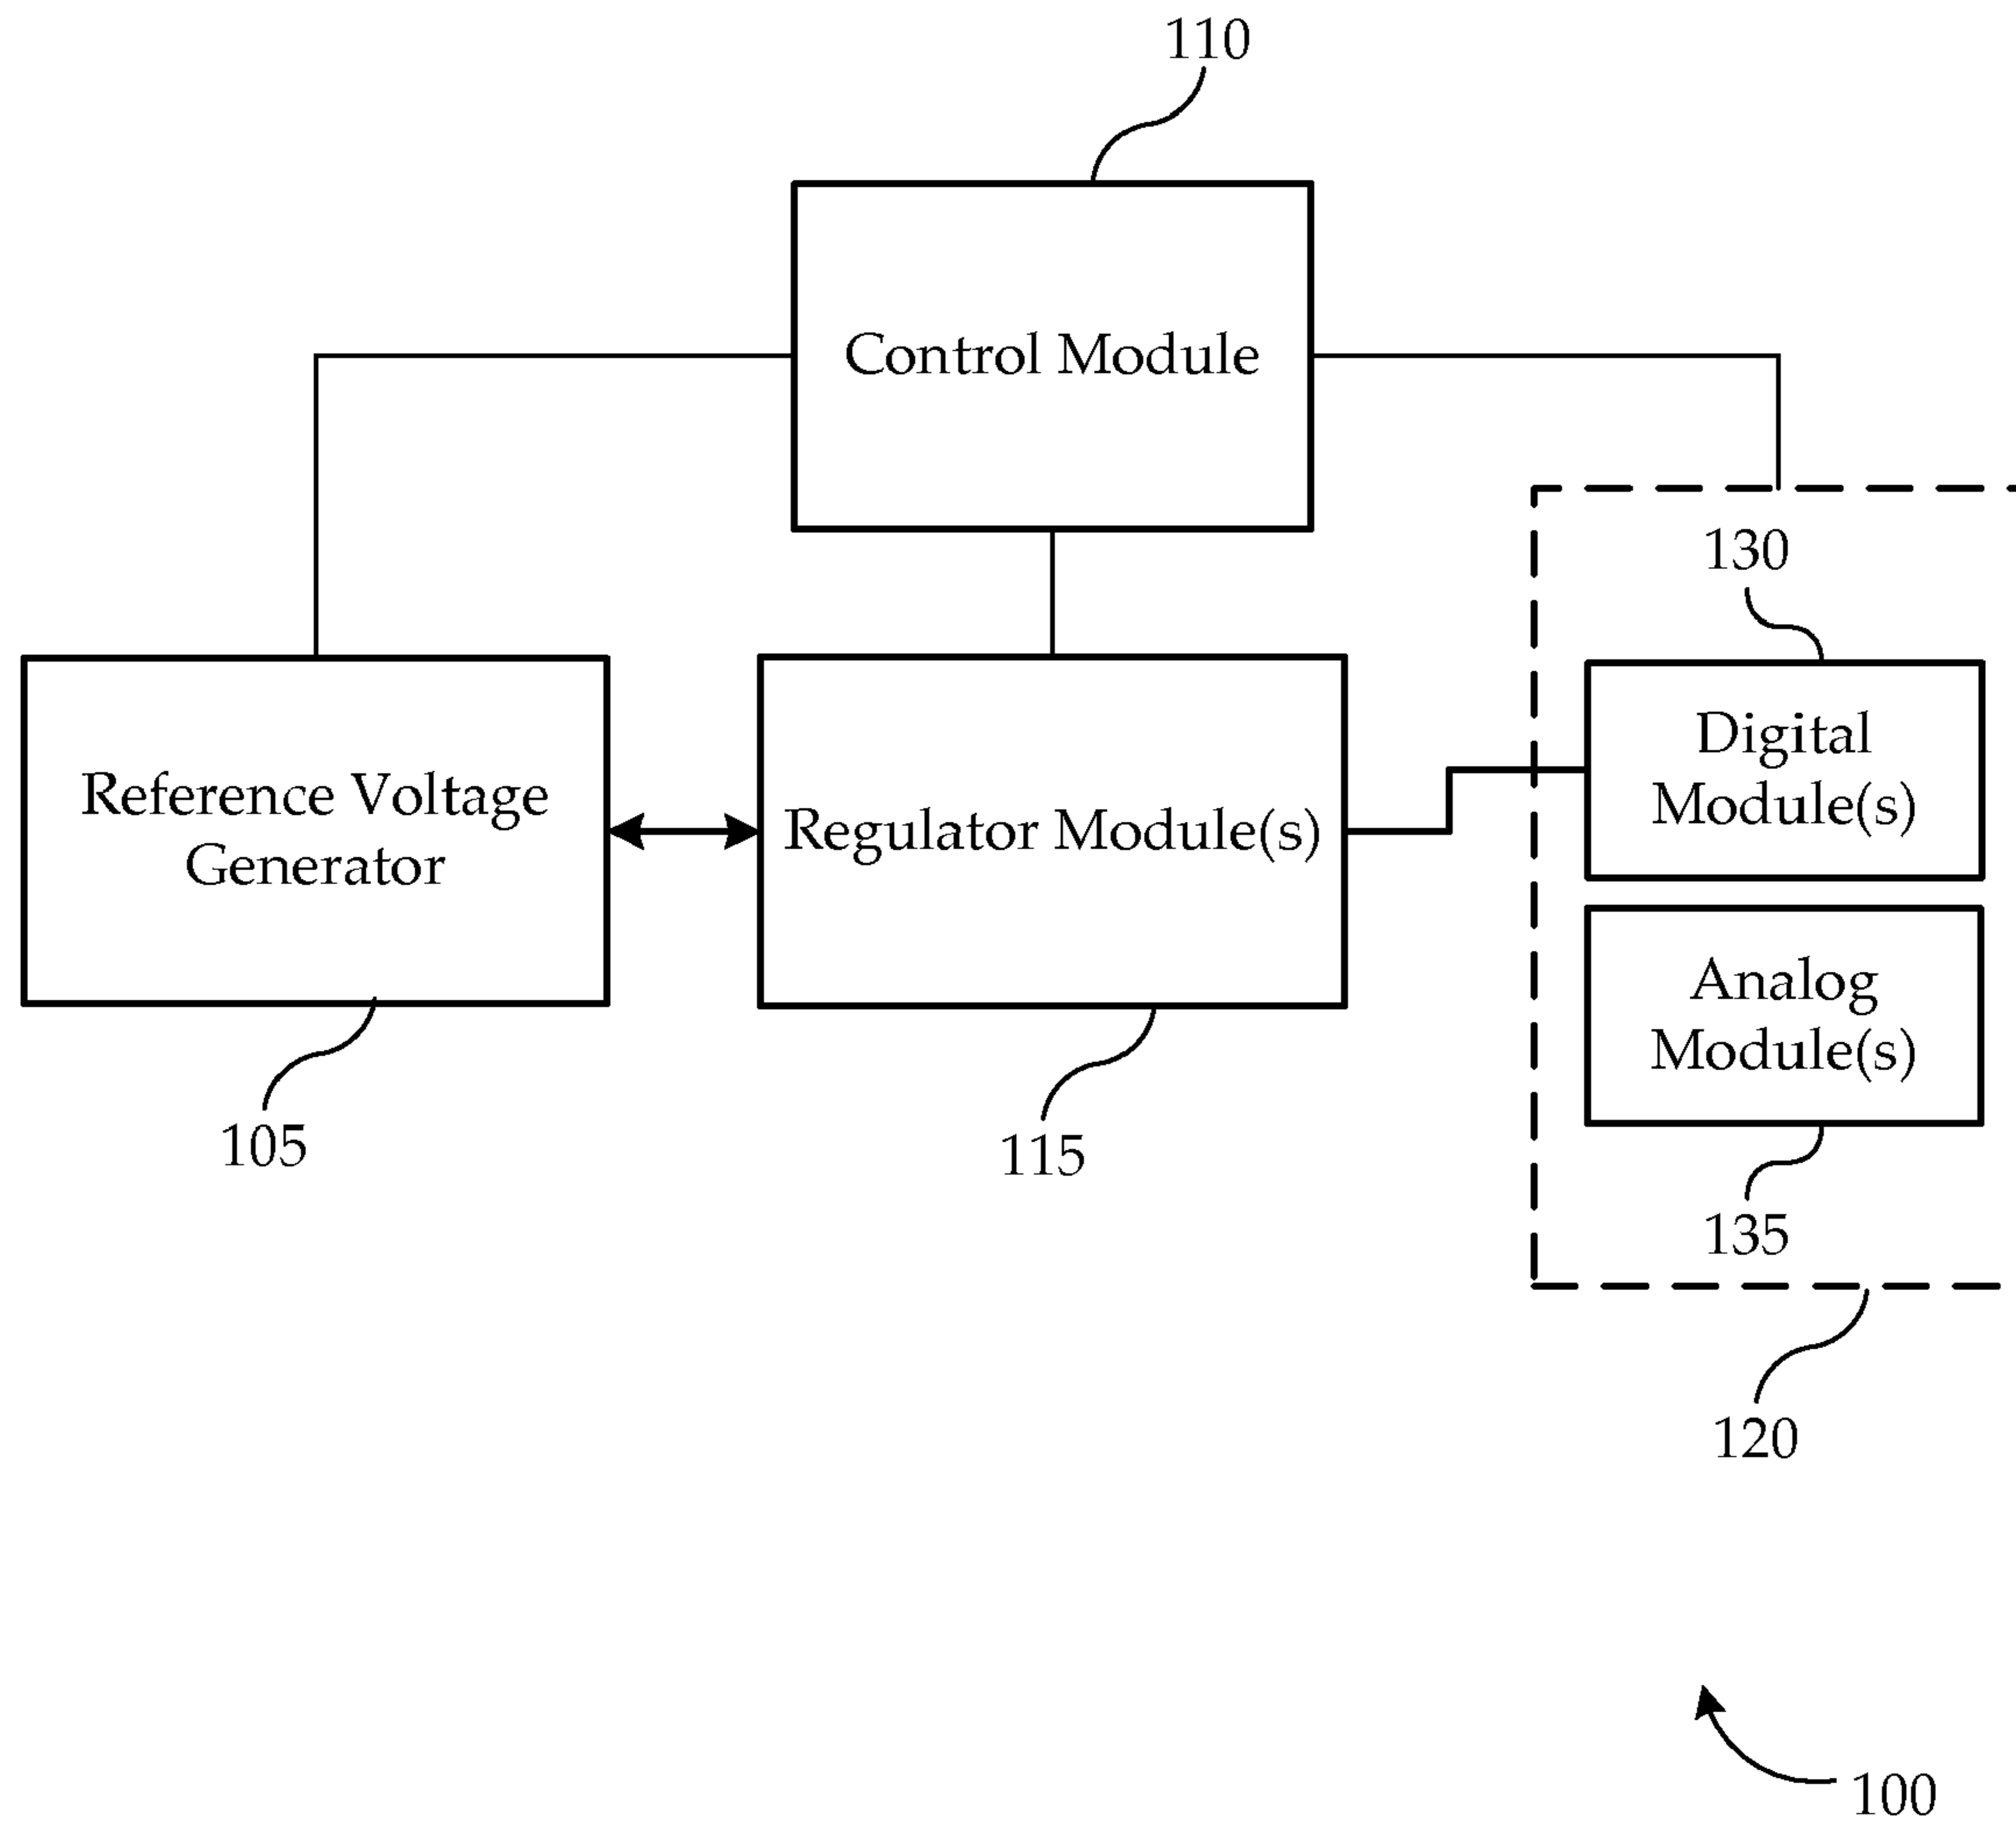 110
Control Module
130
Digital
Module(s)
Reference Voltage
Generator
Regulator Module(s)
Analog
Module(s)
105
115
135
120
100